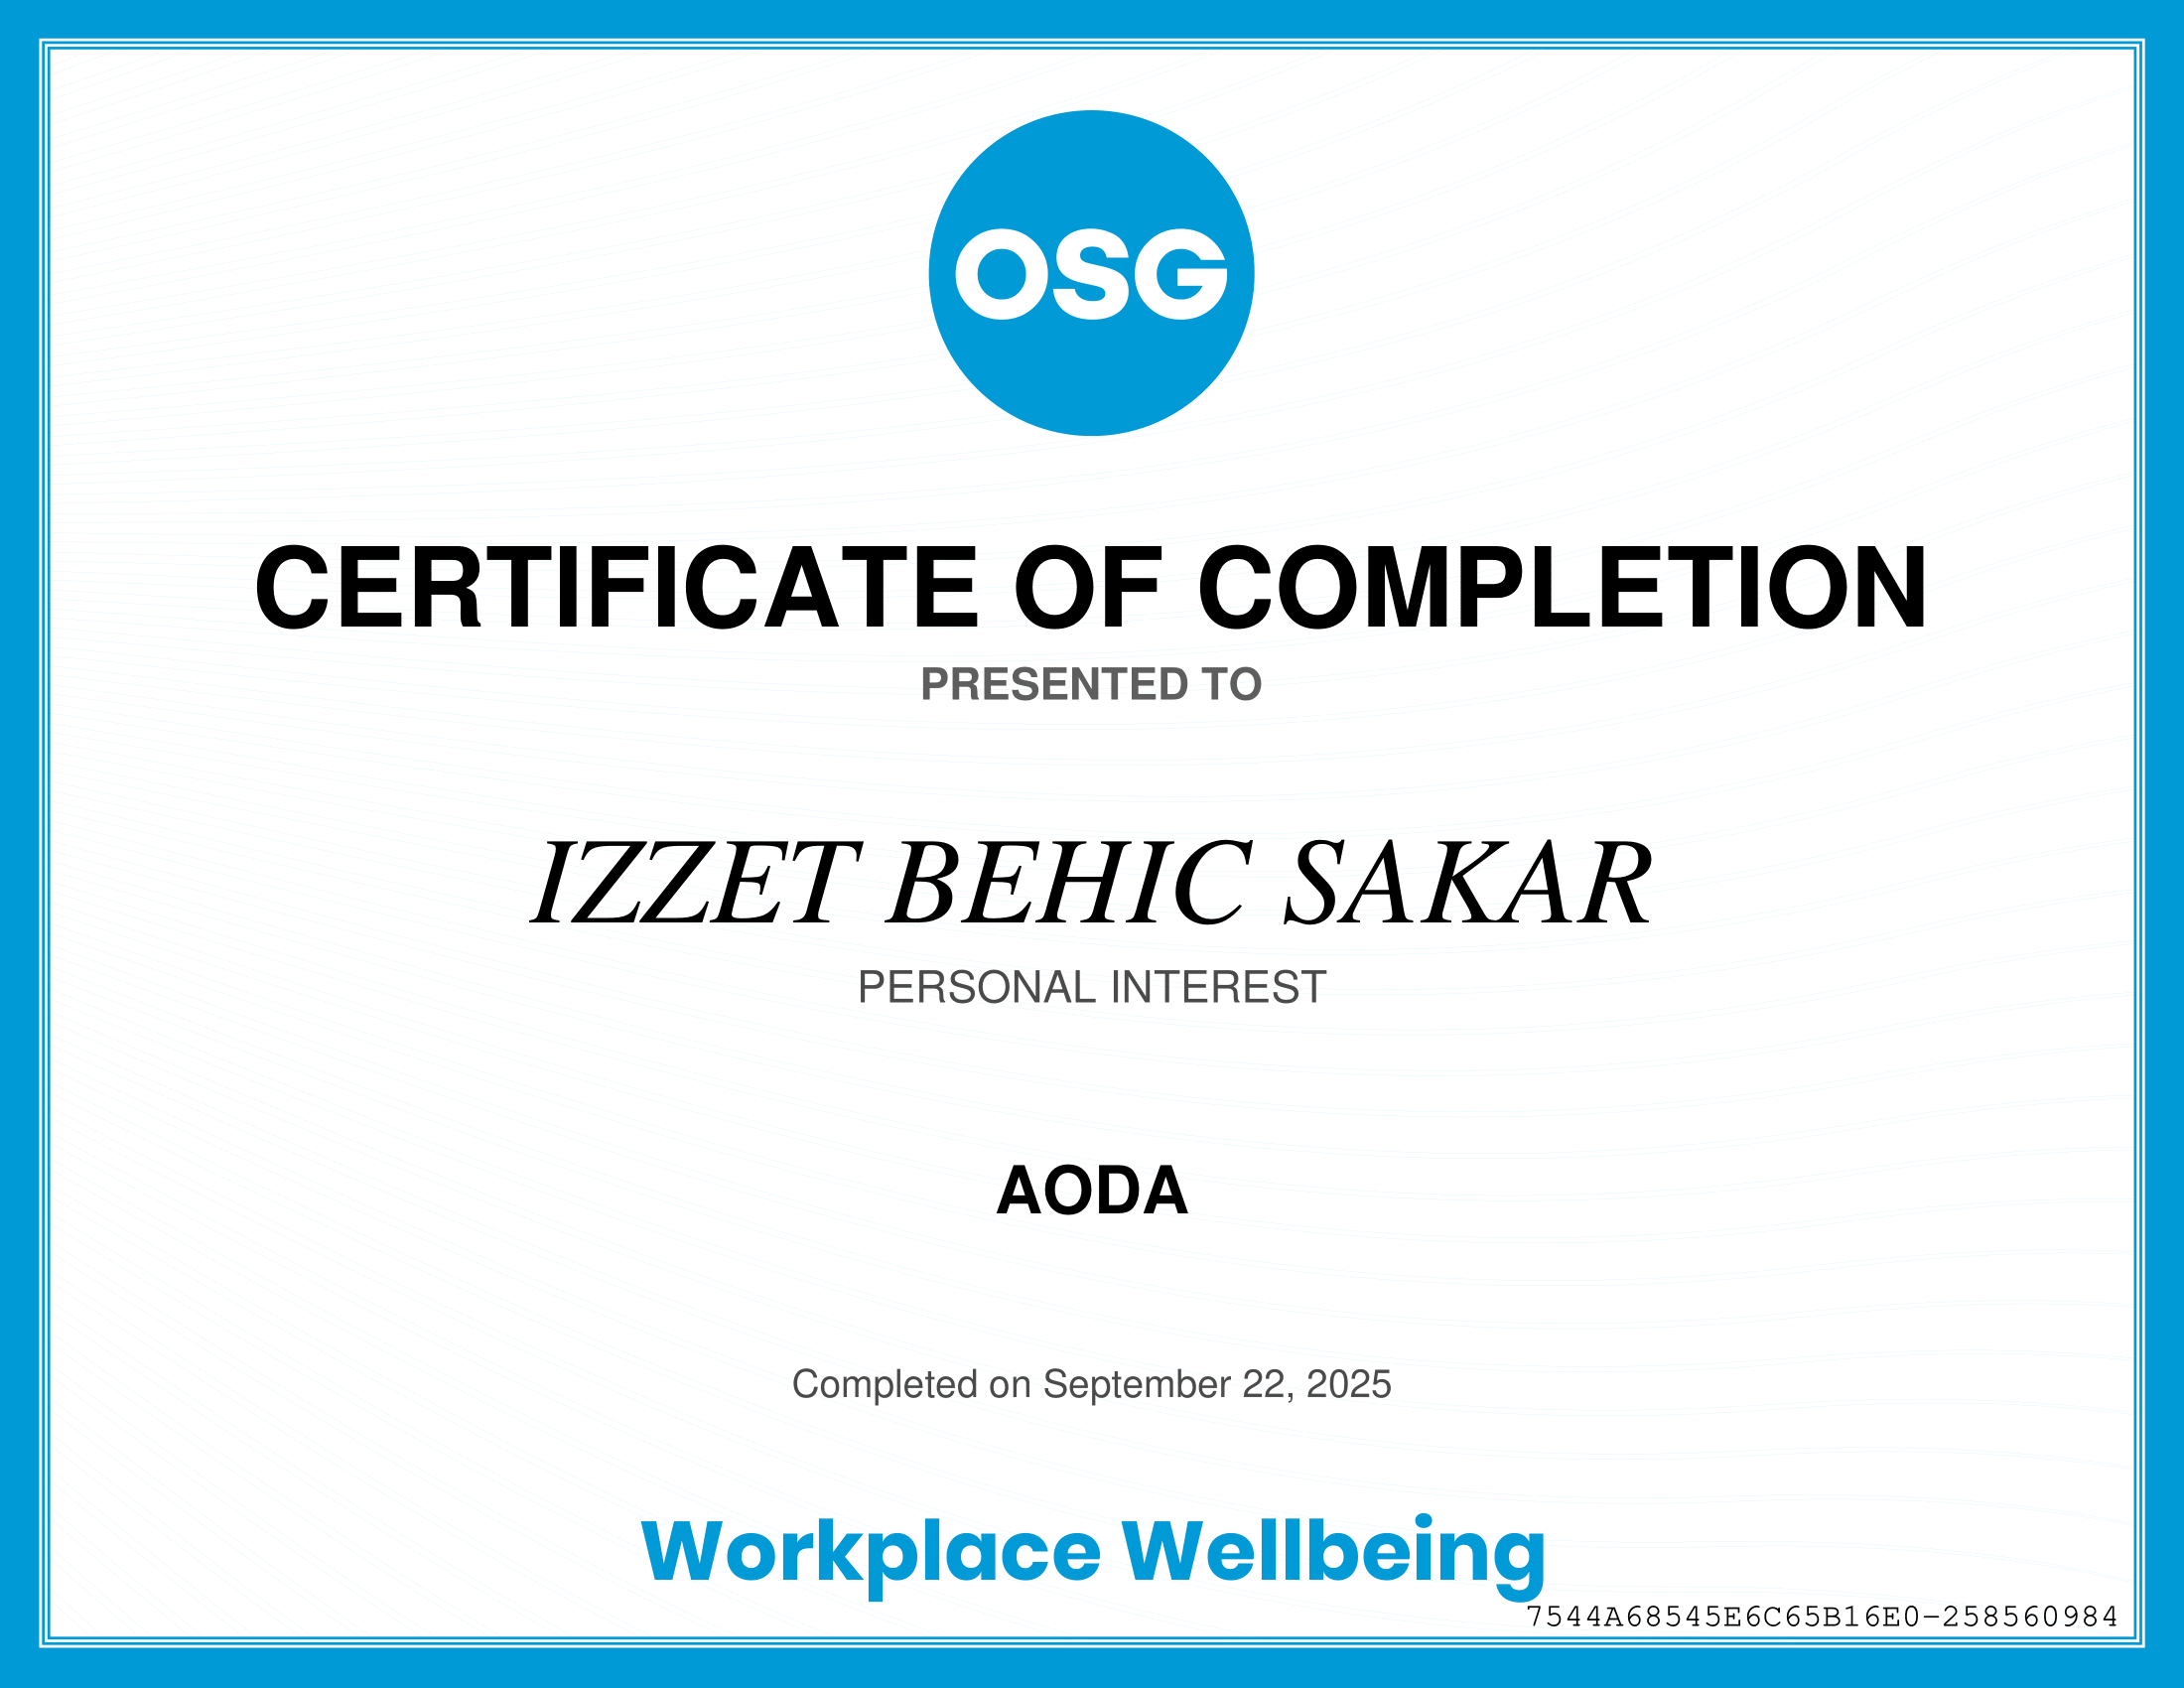 OSG
CERTIFICATE OF COMPLETION
PRESENTED TO
IZZET BEHIC SAKAR
PERSONAL INTEREST
AODA
Completed on September 22, 2025
Workplace Wellbeing
7544A68545E6C65B16E0-258560984